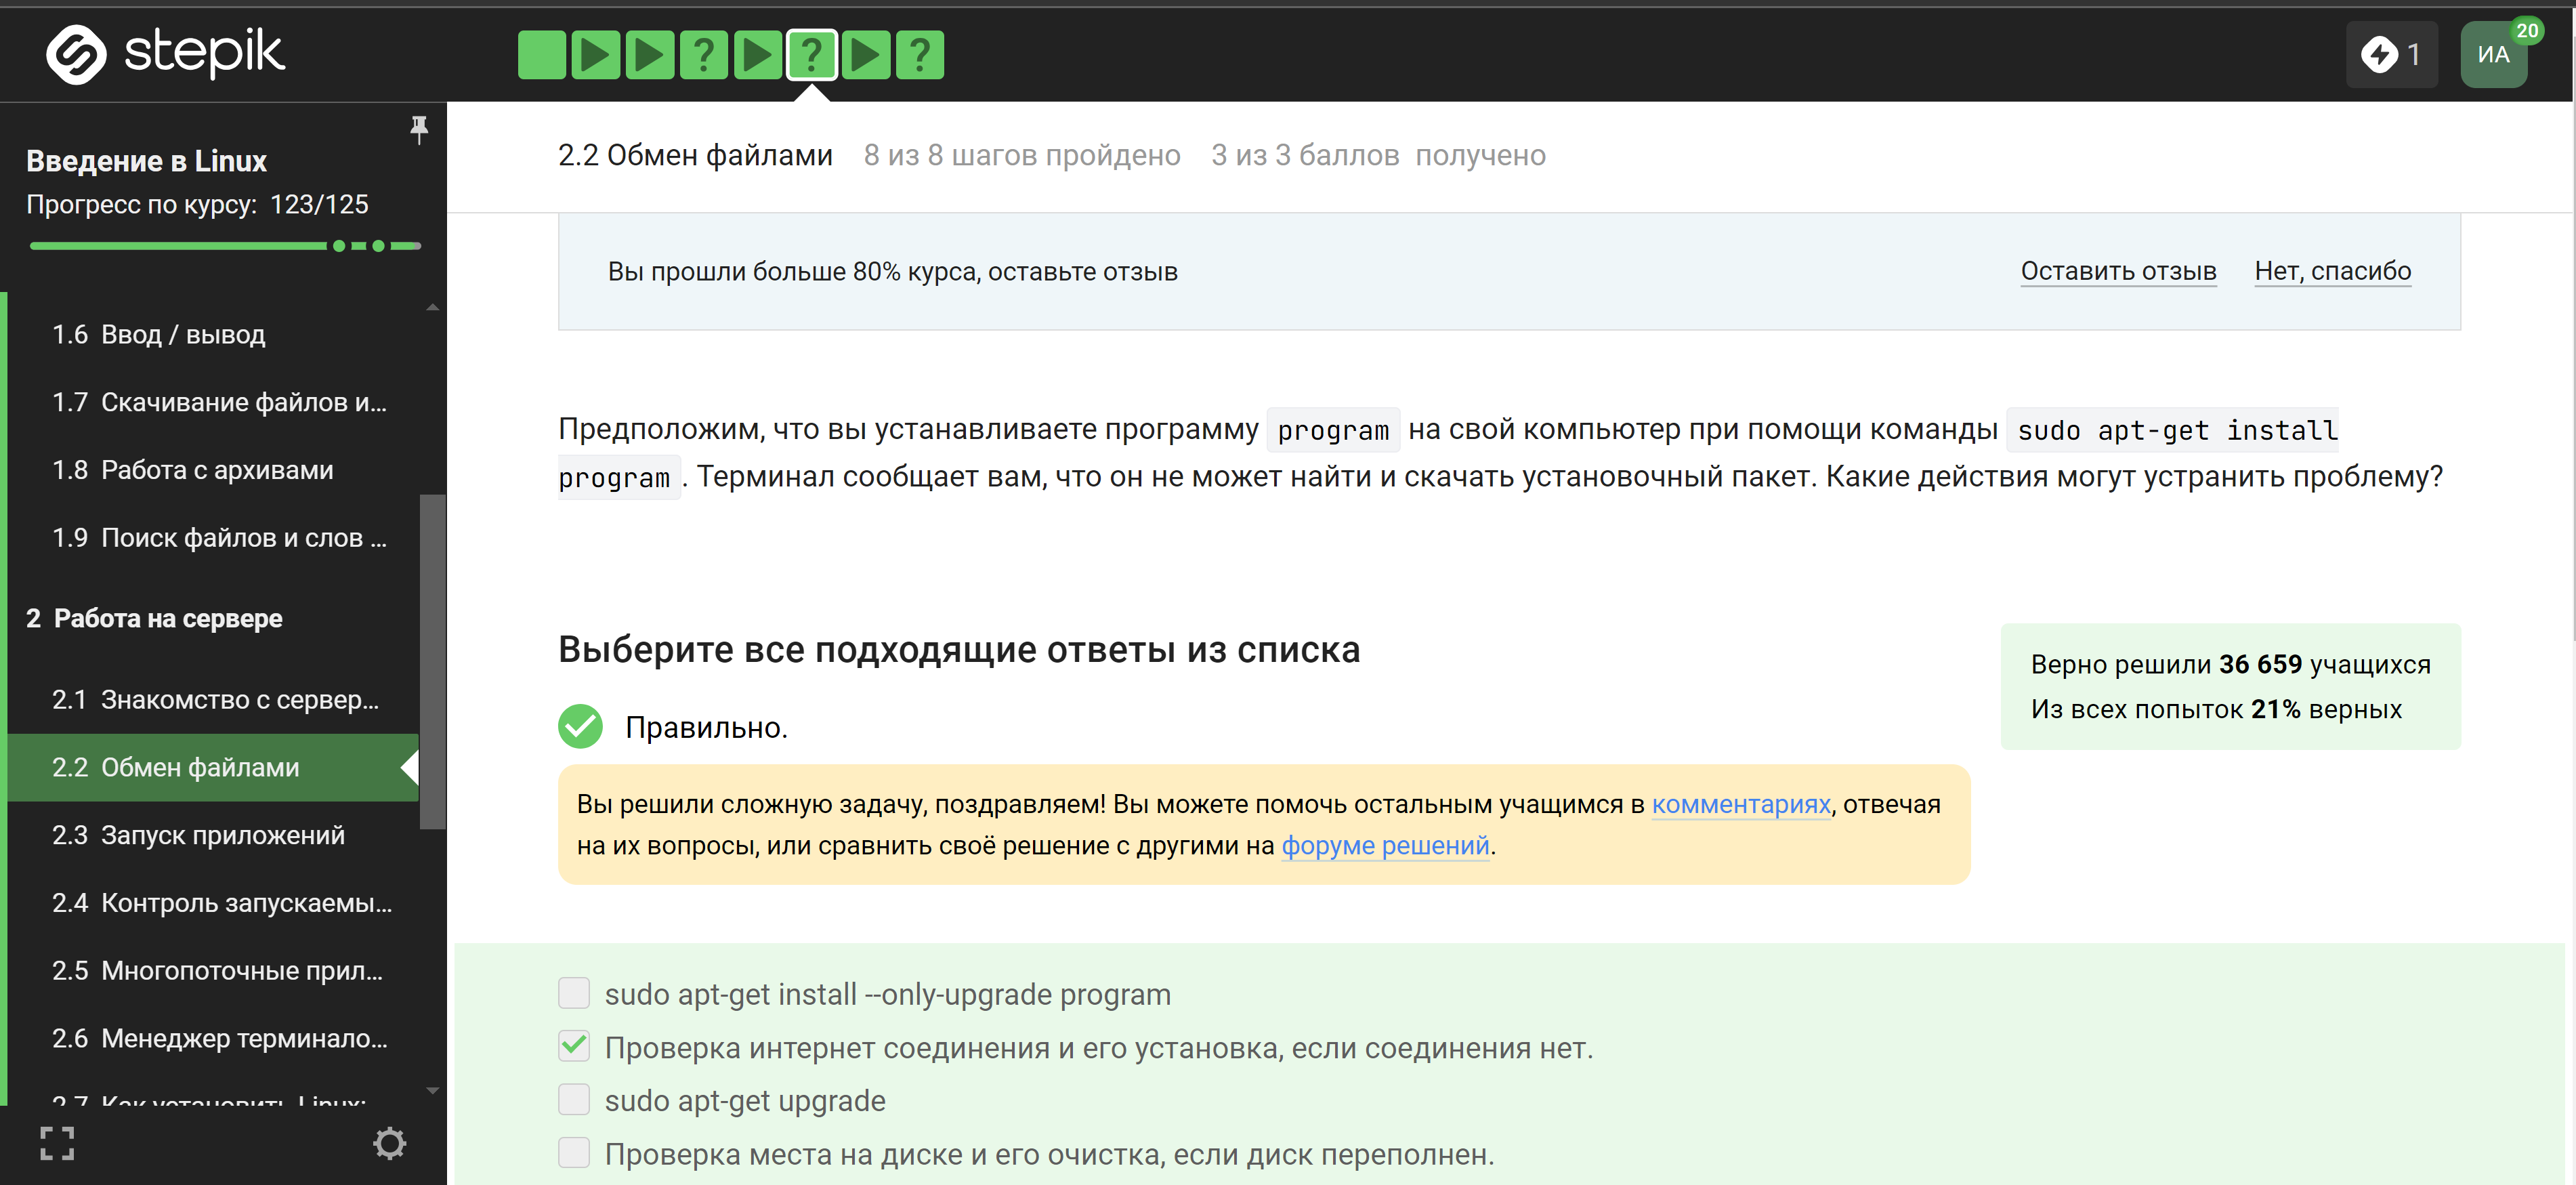 stepik
1
ИА
20
Введение в Linux
Прогресс по курсу: 123/125
1.6 Ввод / вывод
1.7 Скачивание файлов и...
1.8 Работа с архивами
1.9 Поиск файлов и слов ...
2 Работа на сервере
2.1 Знакомство с сервер...
2.2 Обмен файлами
2.3 Запуск приложений
2.4 Контроль запускаемы...
2.5 Многопоточные прил...
2.6 Менеджер терминало...
2.7 Как установить Linux:
2.2 Обмен файлами 8 из 8 шагов пройдено 3 из 3 баллов получено
Вы прошли больше 80% курса, оставьте отзыв
Оставить отзыв Нет, спасибо
Предположим, что вы устанавливаете программу program на свой компьютер при помощи команды sudo apt-get install
program . Терминал сообщает вам, что он не может найти и скачать установочный пакет. Какие действия могут устранить проблему?
Выберите все подходящие ответы из списка
Верно решили 36 659 учащихся
Из всех попыток 21% верных
Правильно.
Вы решили сложную задачу, поздравляем! Вы можете помочь остальным учащимся в комментариях, отвечая
на их вопросы, или сравнить своё решение с другими на форуме решений.
sudo apt-get install --only-upgrade program
Проверка интернет соединения и его установка, если соединения нет.
sudo apt-get upgrade
Проверка места на диске и его очистка, если диск переполнен.